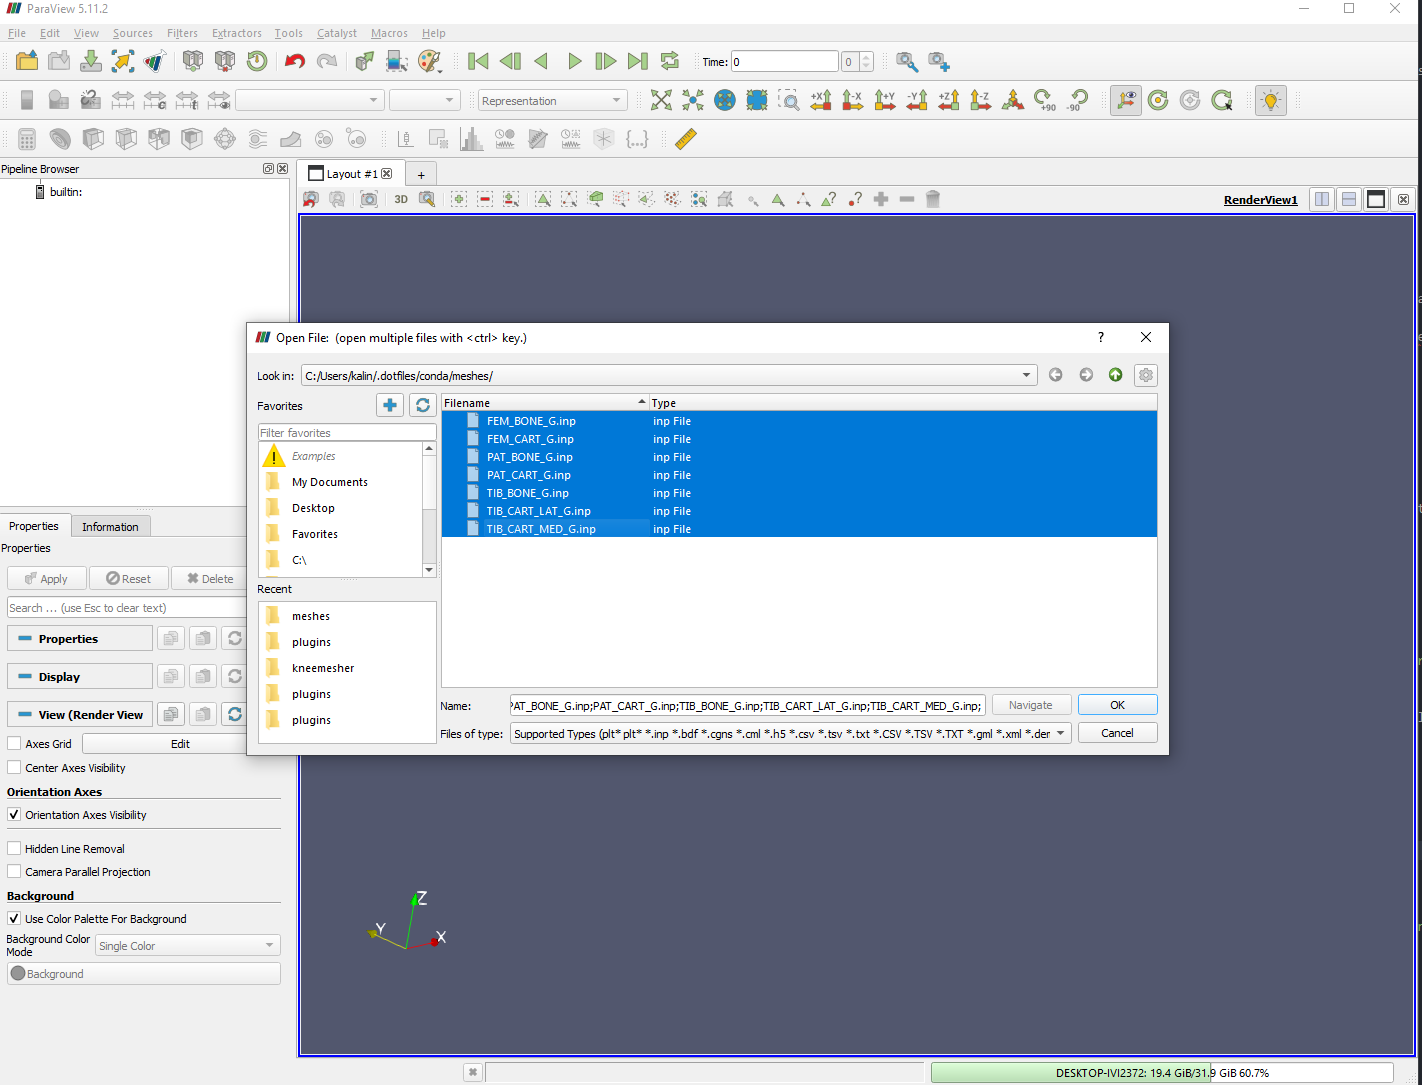 ParaView 5.11.2
File Edit View Sources Filters Extractors Tools Catalyst Macros Help
Time: 0 0
Representation
+X -X +Y -Y +Z -Z +90 -90
Pipeline Browser
builtin:
Layout #1
+
3D
RenderView1
Open File: (open multiple files with <ctrl> key.)
?
Look in: C:/Users/kalin/.dotfiles/conda/meshes/
Favorites
Filter favorites
Examples
My Documents
Desktop
Favorites
C:\
Recent
meshes
plugins
kneemesher
plugins
plugins
Filename Type
FEM_BONE_G.inp inp File
FEM_CART_G.inp inp File
PAT_BONE_G.inp inp File
PAT_CART_G.inp inp File
TIB_BONE_G.inp inp File
TIB_CART_LAT_G.inp inp File
TIB_CART_MED_G.inp inp File
Name: PAT_BONE_G.inp;PAT_CART_G.inp;TIB_BONE_G.inp;TIB_CART_LAT_G.inp;TIB_CART_MED_G.inp;
Navigate OK
Files of type: Supported Types (plt* plt* *.inp *.bdf *.cgns *.cml *.h5 *.csv *.tsv *.txt *.CSV *.TSV *.TXT *.gml *.xml *.der
Cancel
Properties Information
Properties
Apply Reset Delete
Search ... (use Esc to clear text)
Properties
Display
View (Render View
Axes Grid Edit
Center Axes Visibility
Orientation Axes
Orientation Axes Visibility
Hidden Line Removal
Camera Parallel Projection
Background
Use Color Palette For Background
Background Color
Mode
Single Color
Background
Z
Y
X
DESKTOP-IVI2372: 19.4 GiB/31.9 GiB 60.7%